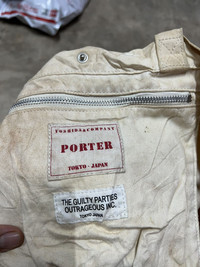 YOSHIDA&COMPANY
PORTER
TOKYO-JAPAN
THE GUILTY PARTIES
OUTRAGEOUS INC.
TOKYO JAPAN